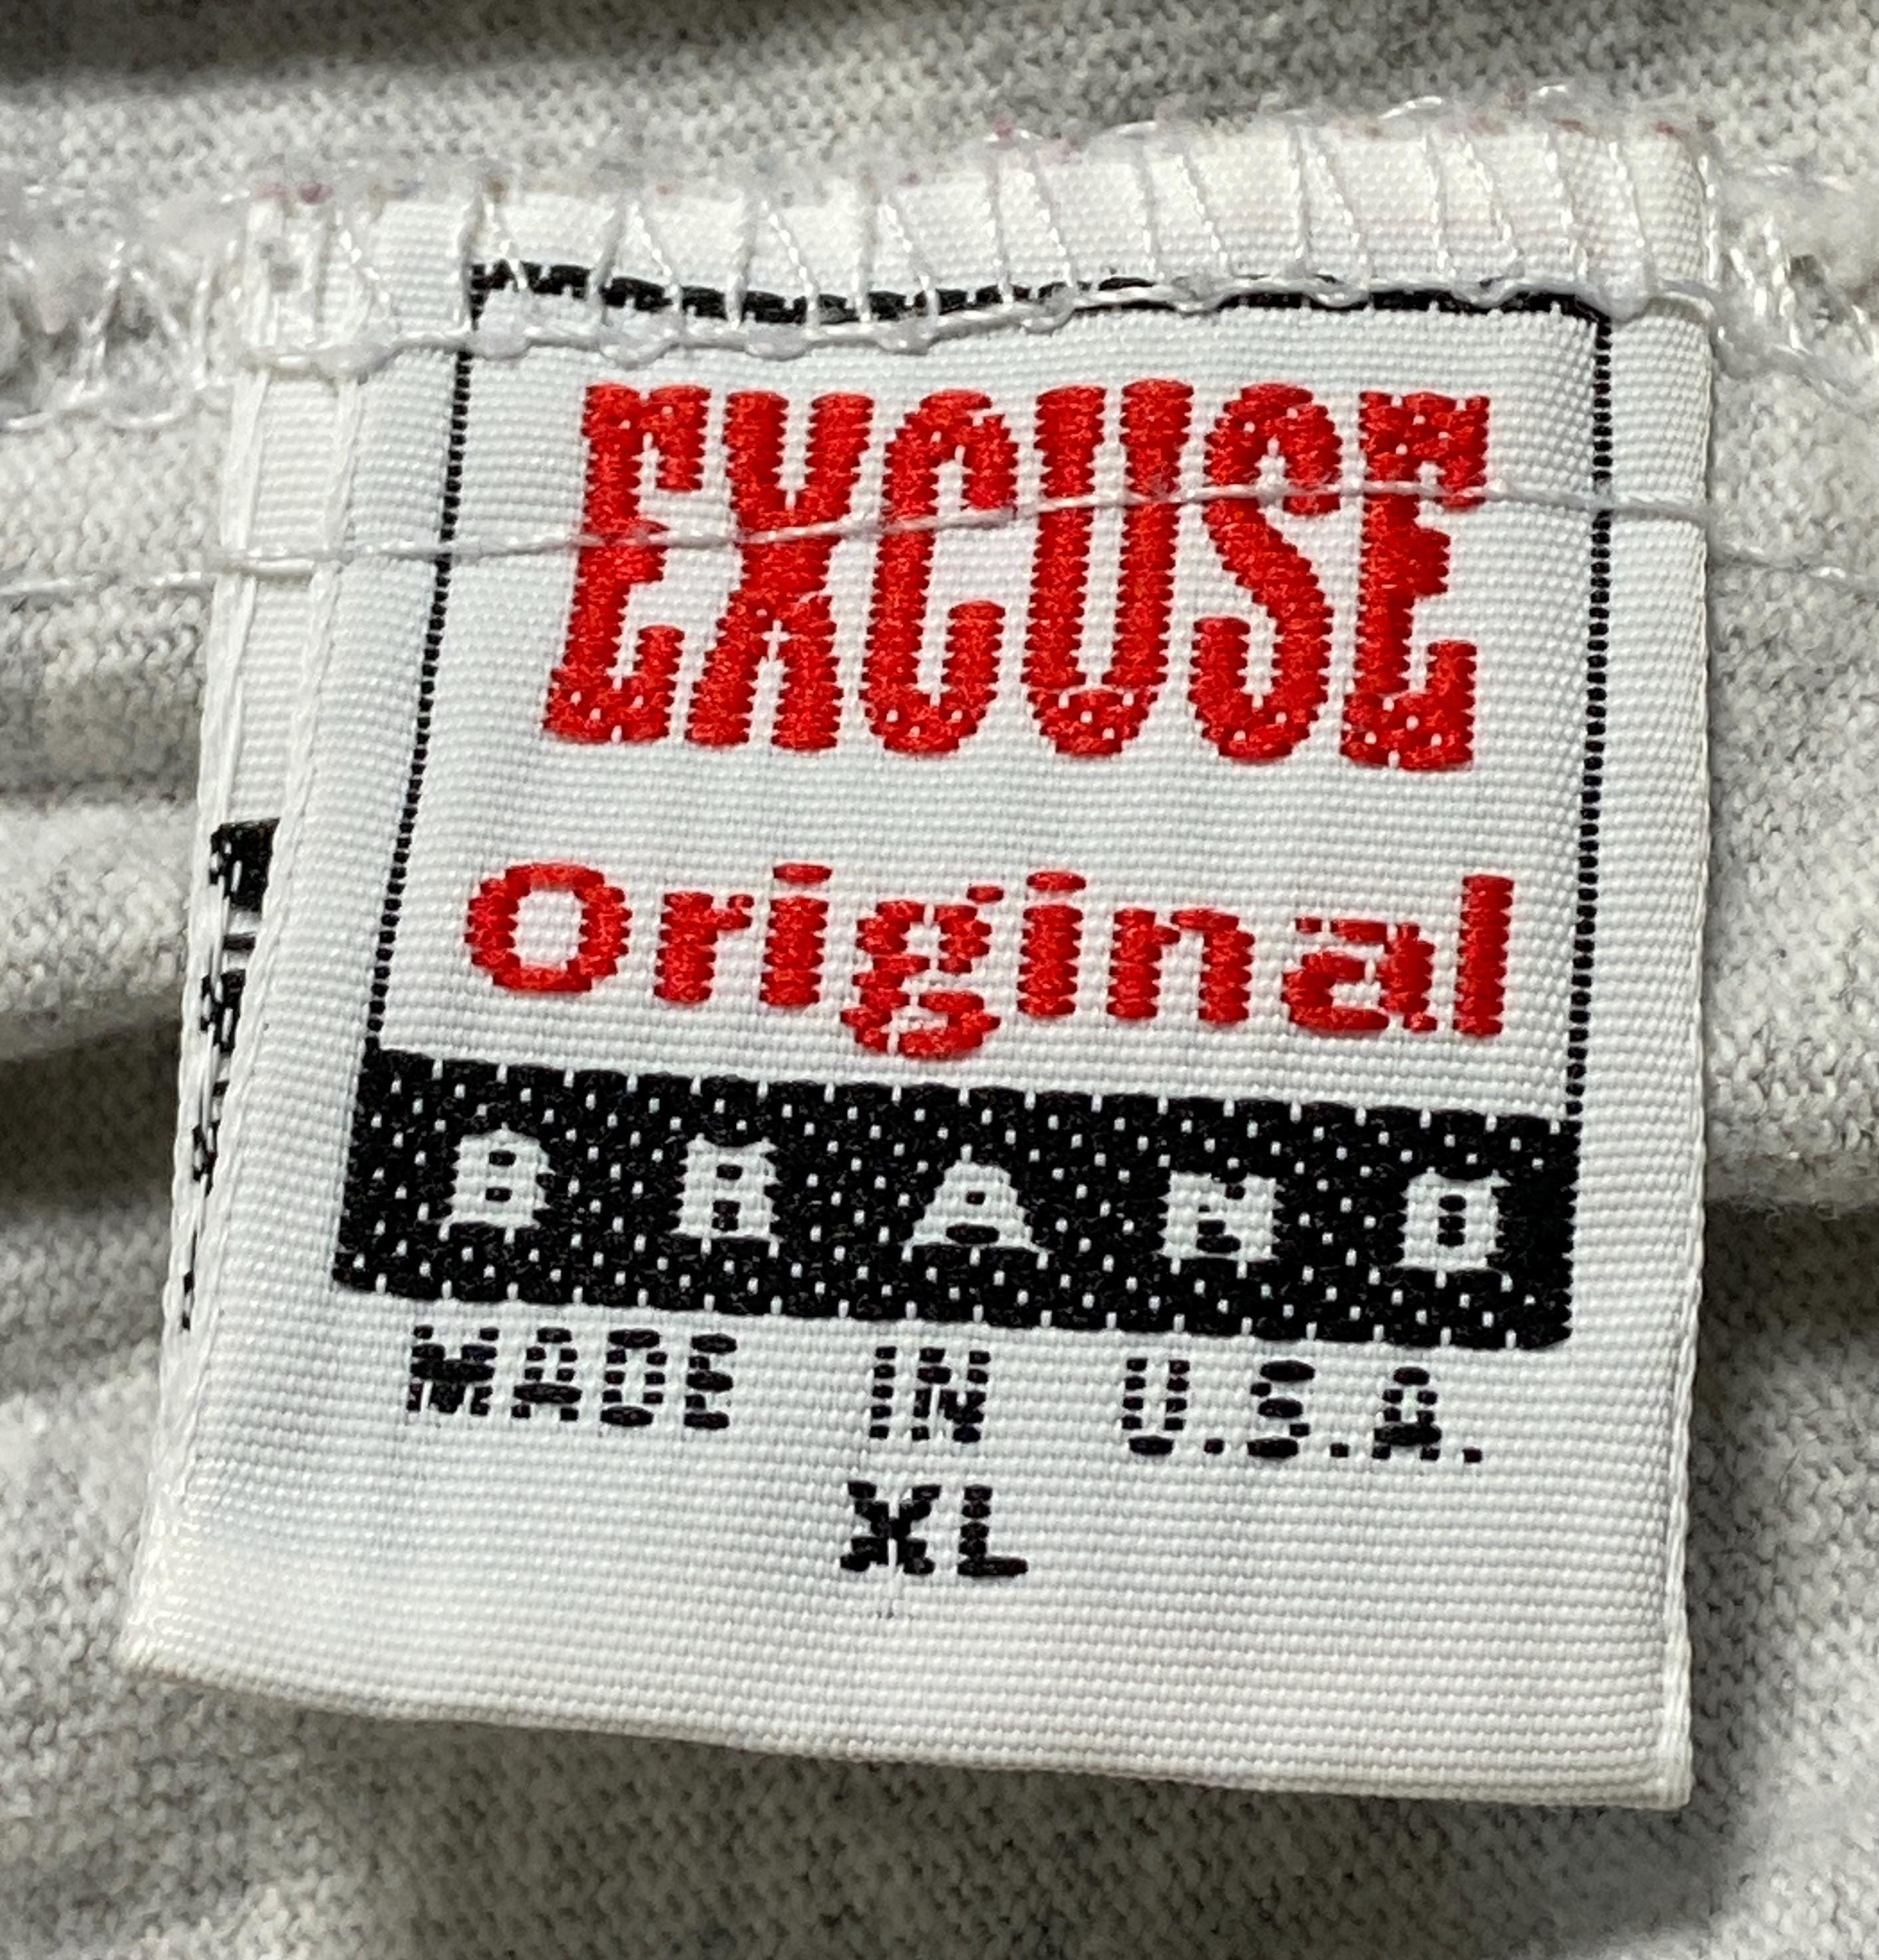 EXCUSE
Original
BRAND
MADE IN U.S.A.
XL